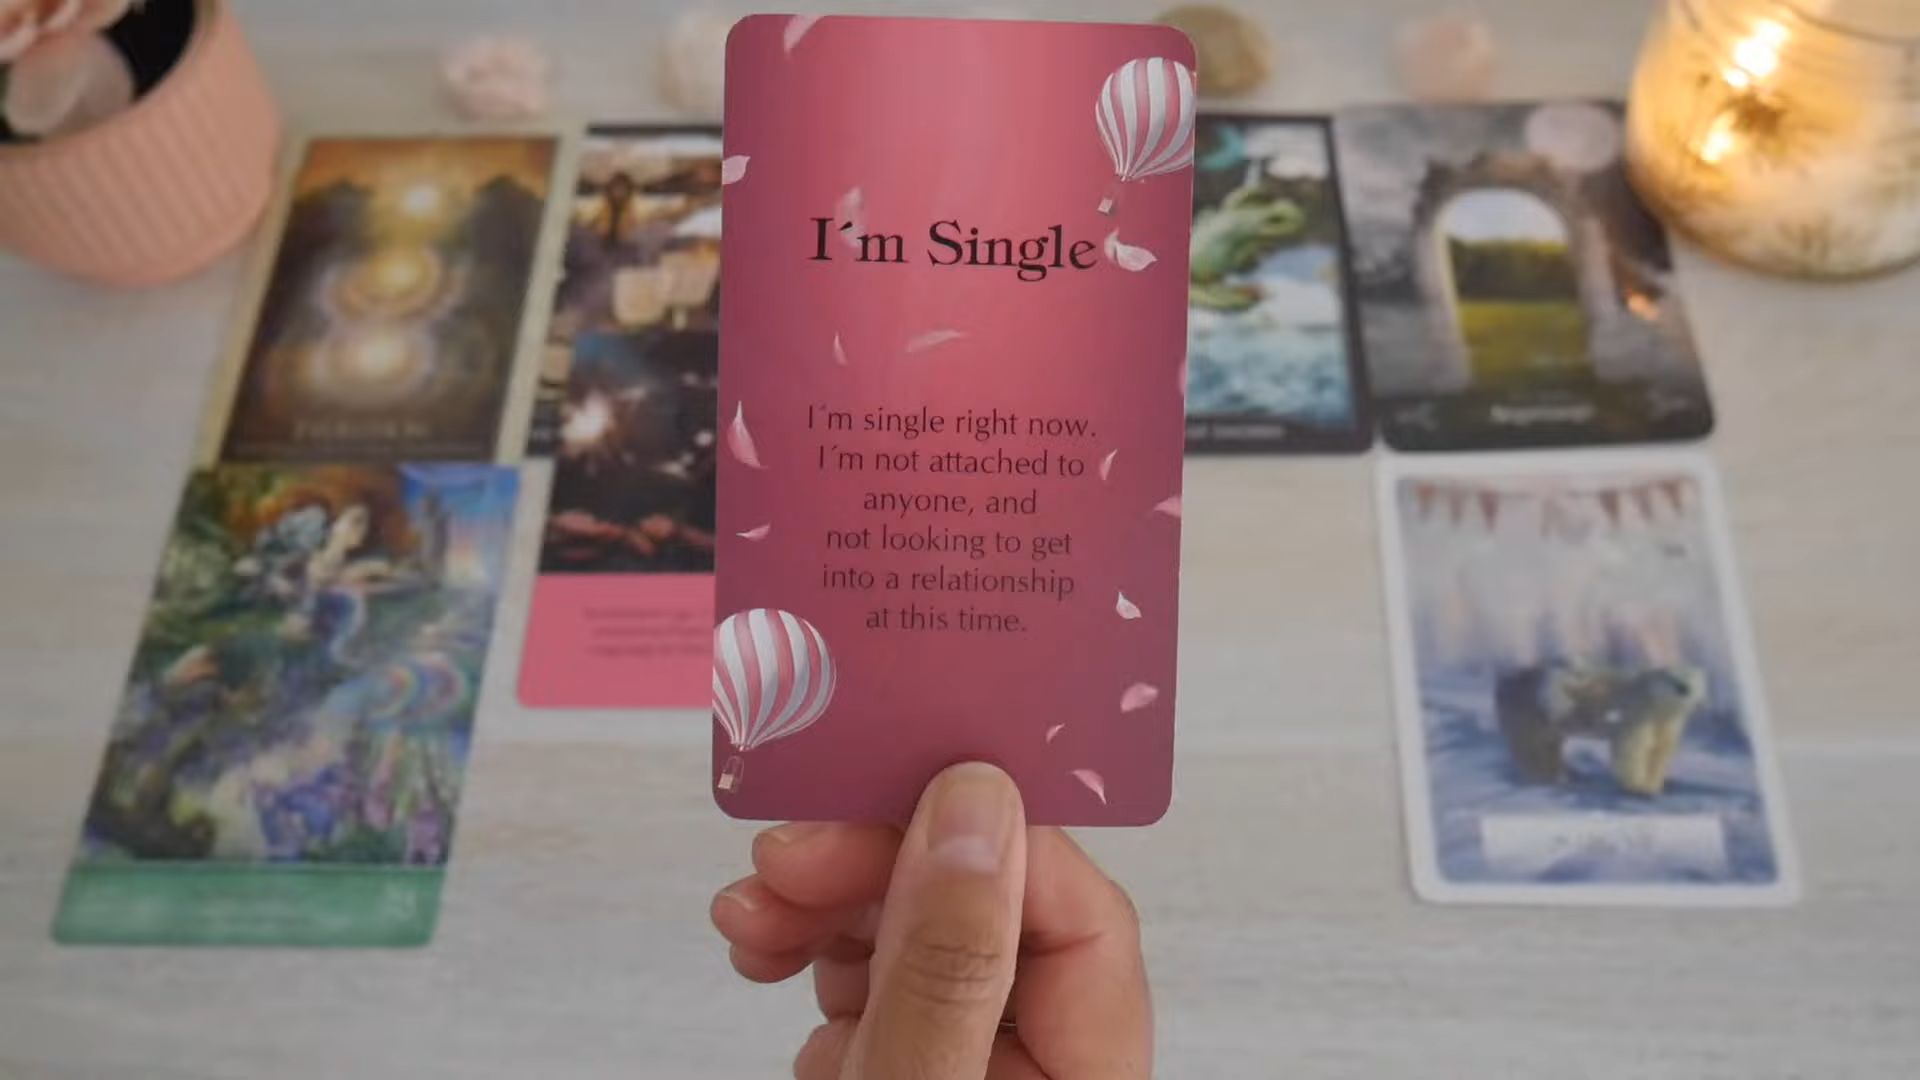 I´m Single
I´m single right now.
I´m not attached to
anyone, and
not looking to get
into a relationship
at this time.